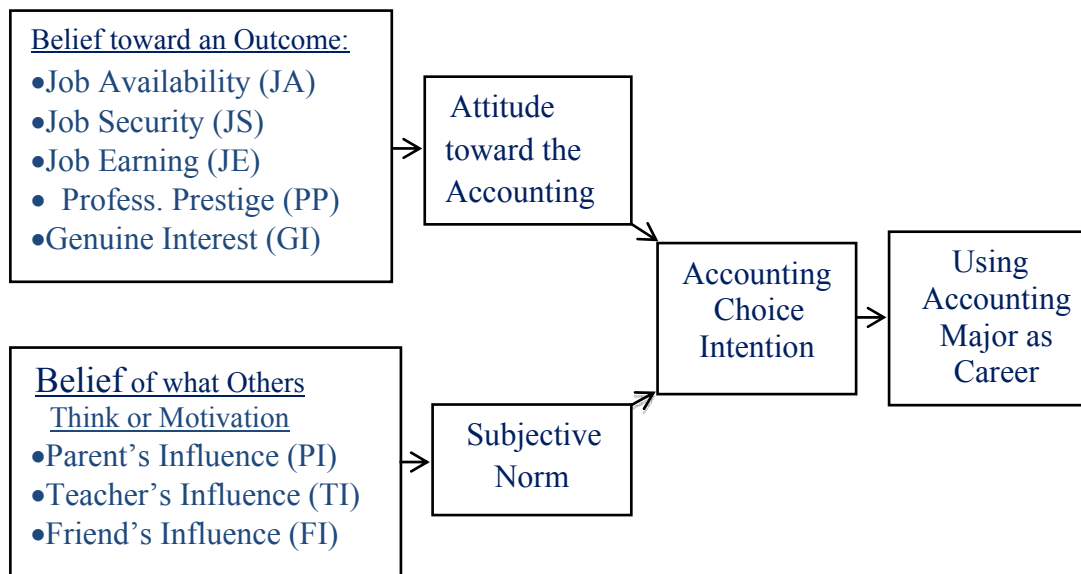 Belief toward an Outcome:
•Job Availability (JA)
•Job Security (JS)
•Job Earning (JE)
• Profess. Prestige (PP)
•Genuine Interest (GI)
Attitude
toward the
Accounting
Belief of what Others
Think or Motivation
•Parent's Influence (PI)
•Teacher's Influence (TI)
•Friend's Influence (FI)
Subjective
Norm
Accounting
Choice
Intention
Using
Accounting
Major as
Career